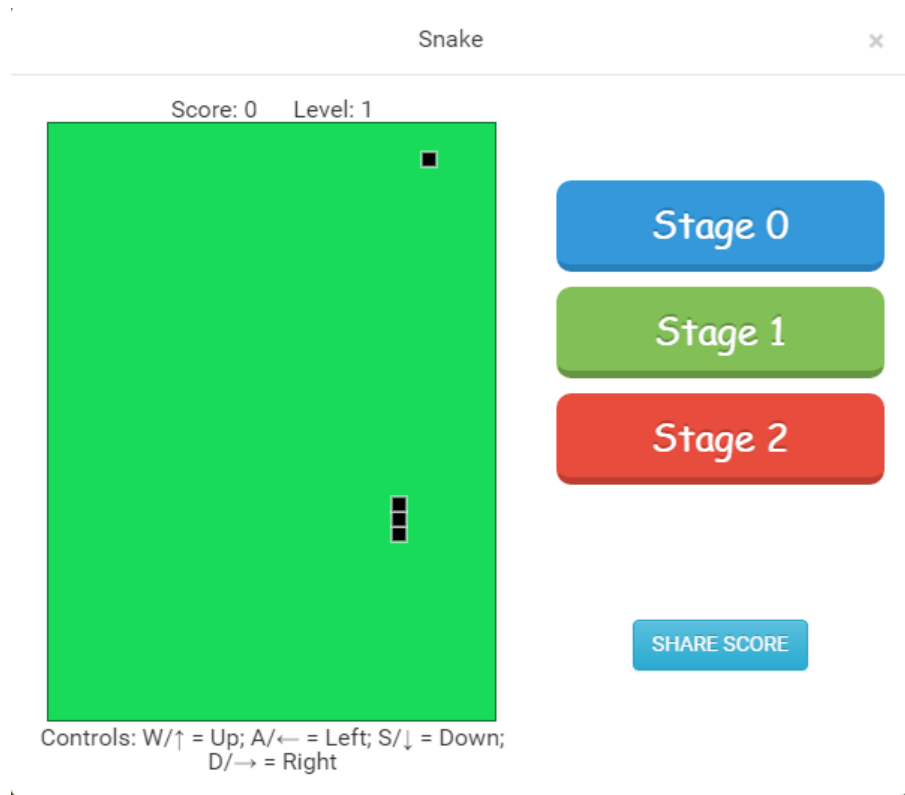 Snake ×
Score: 0 Level: 1
Stage 0
Stage 1
Stage 2
SHARE SCORE
Controls: W/↑ = Up; A/← = Left; S/↓ = Down;
D/→ = Right